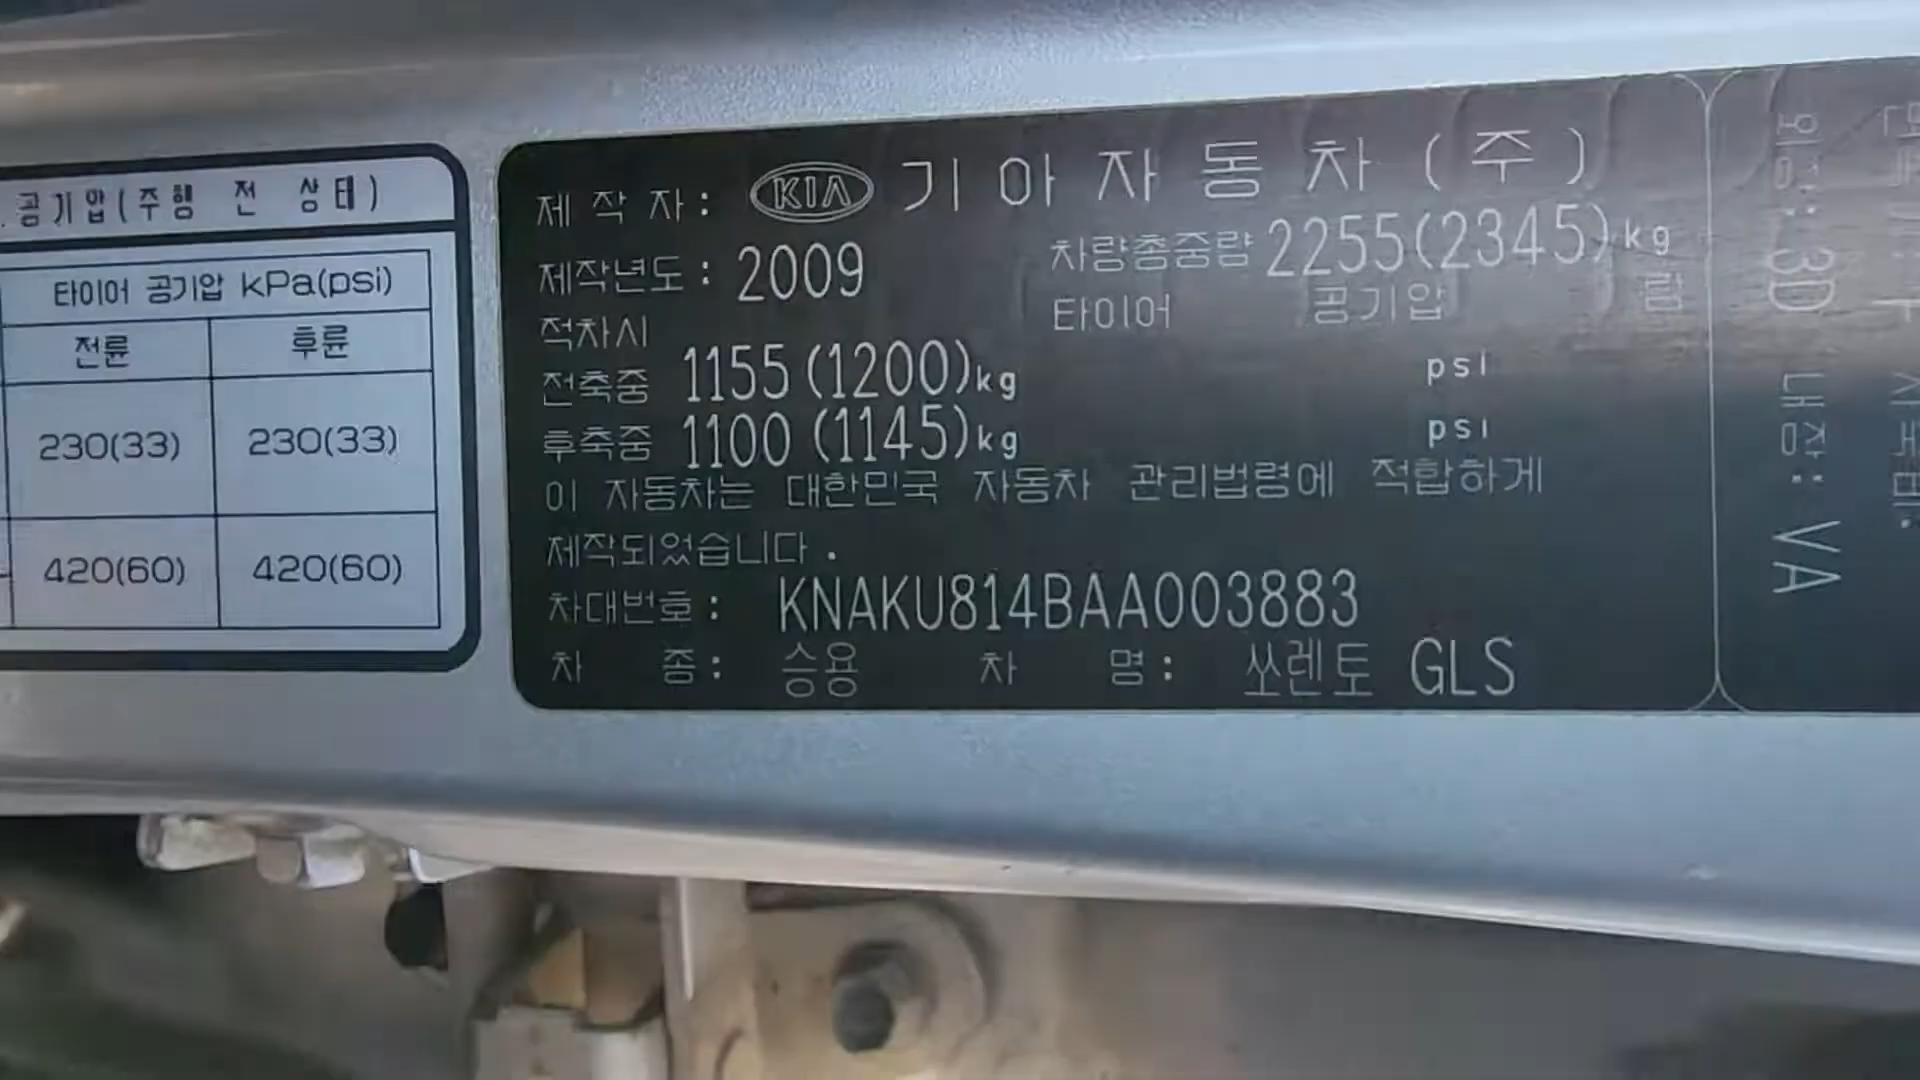 공기압(주행 전 상태)
타이어 공기압 kPa(psi)
전륜 후륜
230(33) 230(33)
420(60) 420(60)
제작자: KIA 기아자동차(주)
제작년도: 2009 차량총중량 2255(2345)kg
적차시 타이어 공기압 림
전축중 1155(1200)kg psi
후축중 1100(1145)kg psi
이 자동차는 대한민국 자동차 관리법령에 적합하게
제작되었습니다.
차대번호: KNAKU814BAA003883
차 종: 승용 차 명: 쏘렌토 GLS
외장: 3D 내장: VA